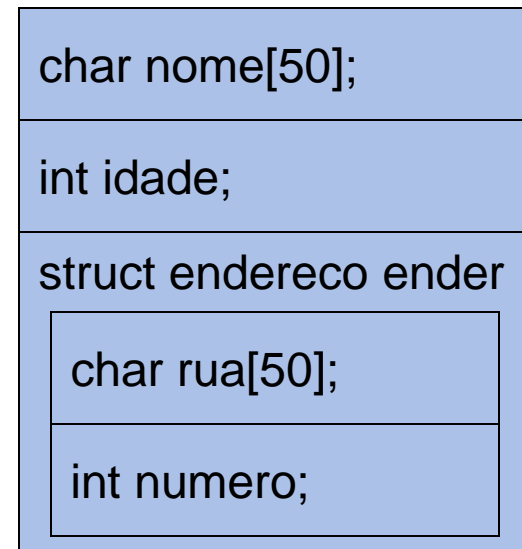 char nome[50];
int idade;
struct endereco ender
char rua[50];
int numero;